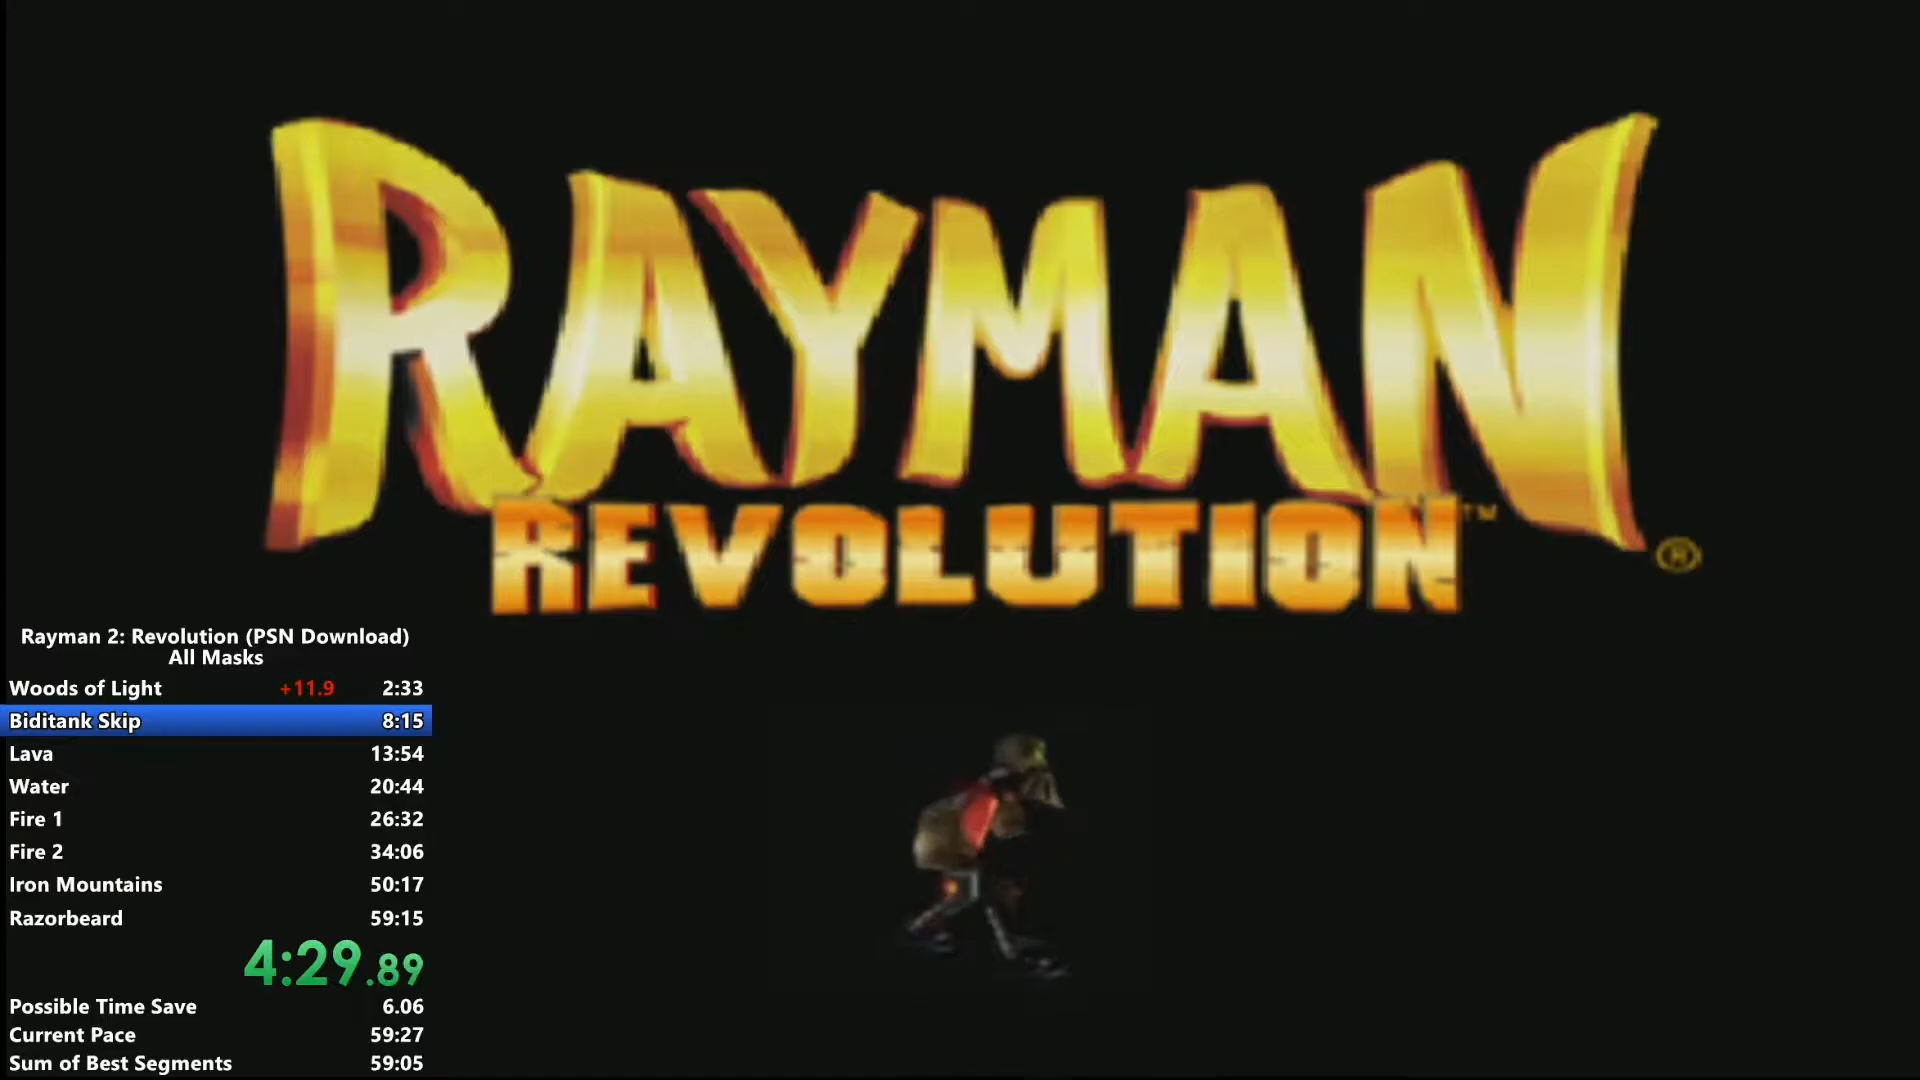 RAYMAN
REVOLUTION™ ®
Rayman 2: Revolution (PSN Download)
All Masks
Woods of Light +11.9 2:33
Biditank Skip 8:15
Lava 13:54
Water 20:44
Fire 1 26:32
Fire 2 34:06
Iron Mountains 50:17
Razorbeard 59:15
4:29.89
Possible Time Save 6.06
Current Pace 59:27
Sum of Best Segments 59:05